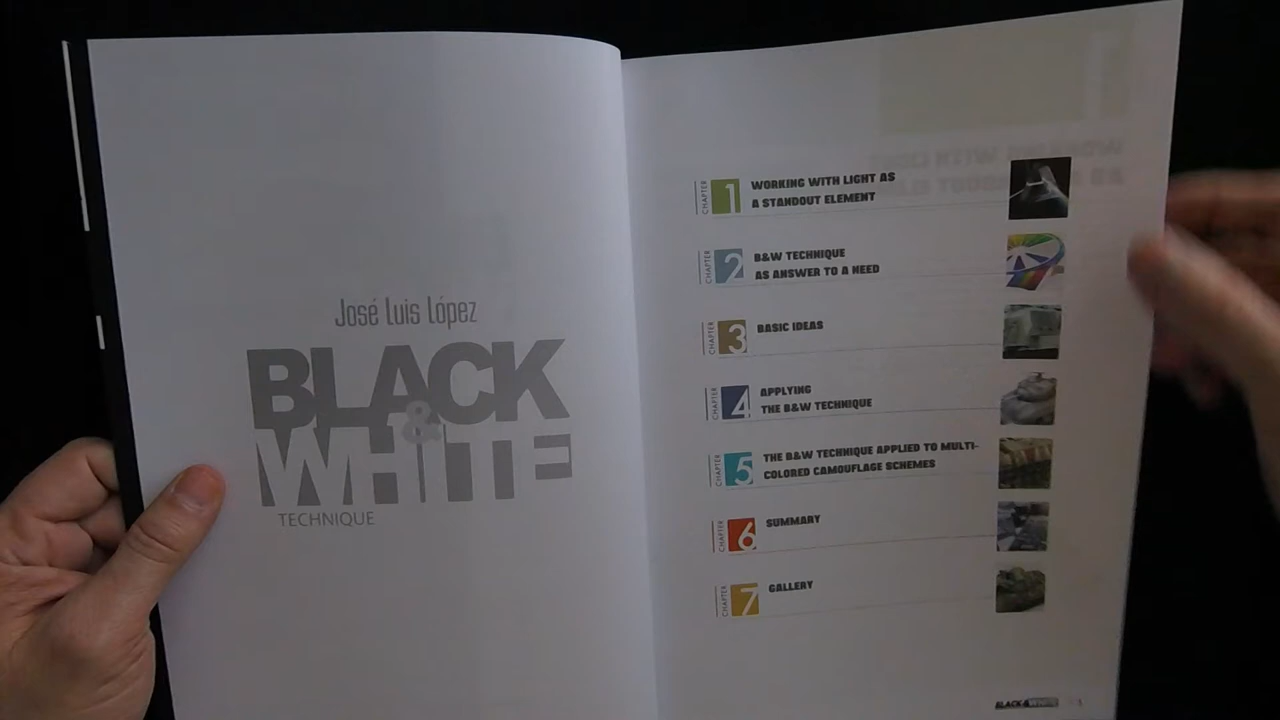 José Luis López
BLACK
&
WHITE
TECHNIQUE
CHAPTER 1
WORKING WITH LIGHT AS
A STANDOUT ELEMENT
CHAPTER 2
B&W TECHNIQUE
AS ANSWER TO A NEED
CHAPTER 3
BASIC IDEAS
CHAPTER 4
APPLYING
THE B&W TECHNIQUE
CHAPTER 5
THE B&W TECHNIQUE APPLIED TO MULTI-
COLORED CAMOUFLAGE SCHEMES
CHAPTER 6
SUMMARY
CHAPTER 7
GALLERY
BLACK&WHITE